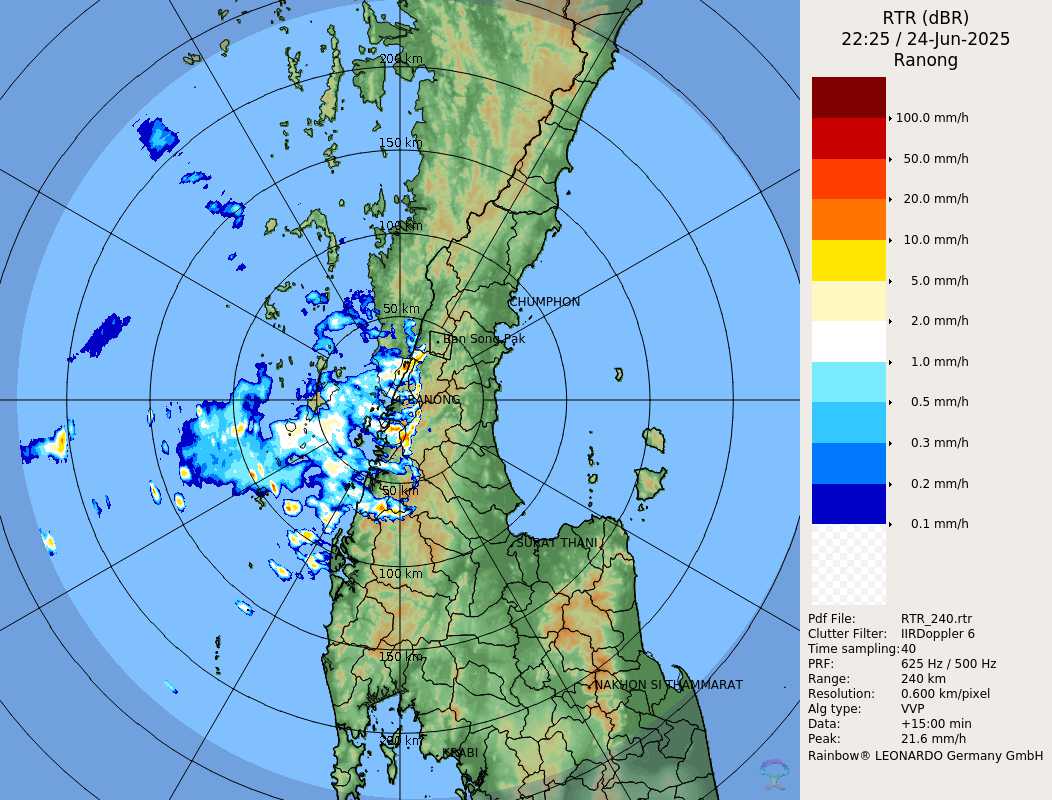 RTR (dBR)
22:25 / 24-Jun-2025
Ranong
100.0 mm/h
50.0 mm/h
20.0 mm/h
10.0 mm/h
5.0 mm/h
2.0 mm/h
1.0 mm/h
0.5 mm/h
0.3 mm/h
0.2 mm/h
0.1 mm/h
Pdf File: RTR_240.rtr
Clutter Filter: IIRDoppler 6
Time sampling:40
PRF: 625 Hz / 500 Hz
Range: 240 km
Resolution: 0.600 km/pixel
Alg type: VVP
Data: +15:00 min
Peak: 21.6 mm/h
Rainbow® LEONARDO Germany GmbH
200 km
150 km
100 km
50 km
CHUMPHON
Ban Song Pak
RANONG
50 km
SURAT THANI
100 km
150 km
NAKHON SI THAMMARAT
200 km
KRABI